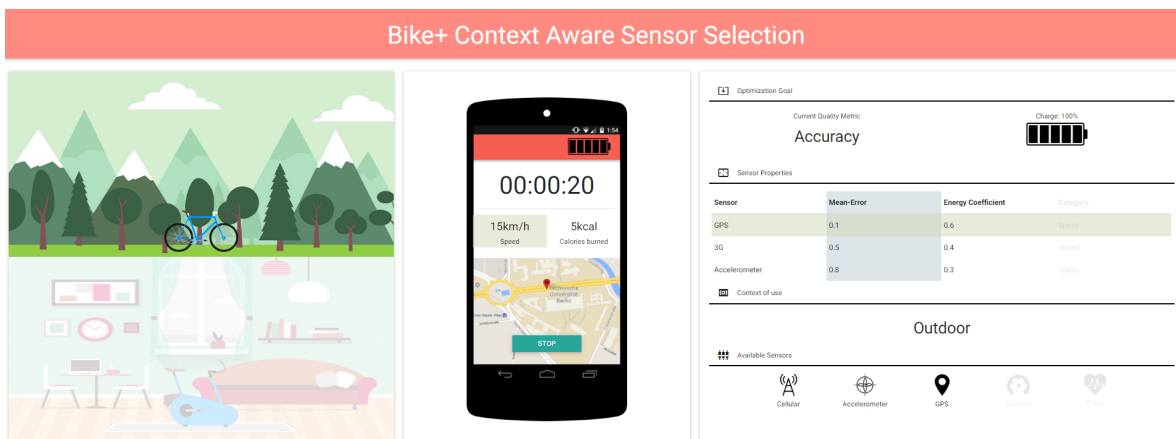 Bike+ Context Aware Sensor Selection
1:54
00:00:20
15km/h 5kcal
Speed Calories burned
Technische
Universität
Berlin
STOP
Optimization Goal
Current Quality Metric Charge: 100%
Accuracy
Sensor Properties
Sensor Mean-Error Energy Coefficient Category
GPS 0.1 0.6 Speed
3G 0.5 0.4 Speed
Accelerometer 0.8 0.3 Speed
Context of use
Outdoor
Available Sensors
Cellular Accelerometer GPS